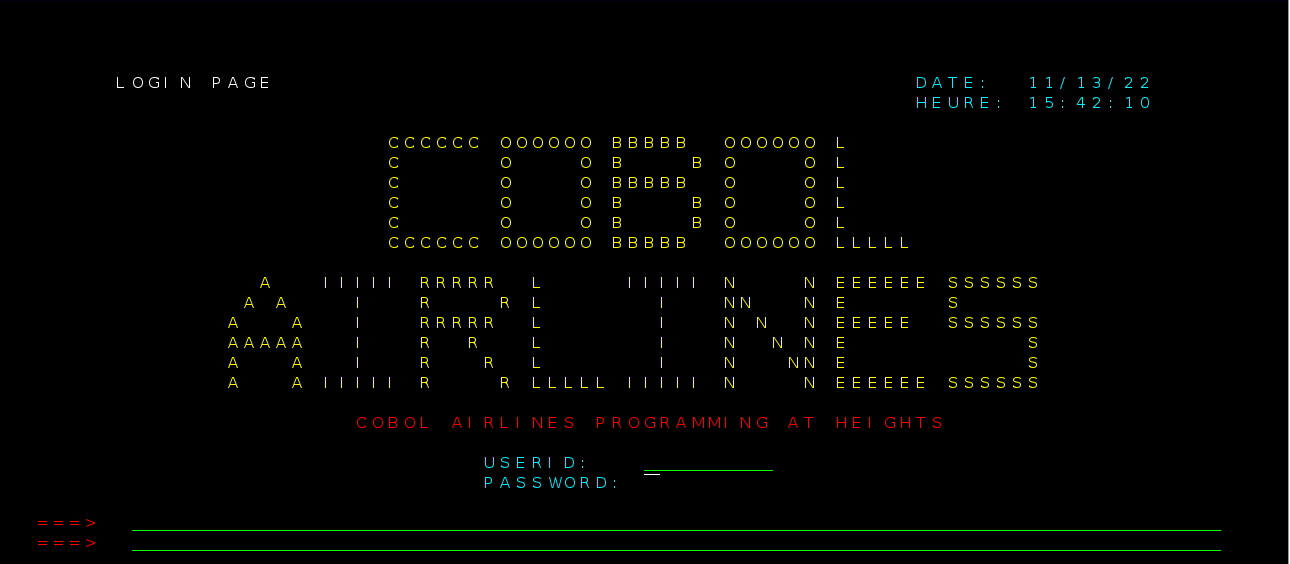 LOGIN PAGE DATE: 11/13/22
HEURE: 15:42:10
CCCCCC OOOOOO BBBBB  OOOOOO L
C      O    O B    B O    O L
C      O    O BBBBB  O    O L
C      O    O B    B O    O L
C      O    O B    B O    O L
CCCCCC OOOOOO BBBBB  OOOOOO LLLLL
  A   IIIII RRRRR  L     IIIII N    N EEEEEE SSSSSS
 A A    I   R    R L       I   NN   N E      S
A   A   I   RRRRR  L       I   N N  N EEEEE  SSSSSS
AAAAA   I   R  R   L       I   N  N N E           S
A   A   I   R   R  L       I   N   NN E           S
A   A IIIII R    R LLLLL IIIII N    N EEEEEE SSSSSS
COBOL AIRLINES PROGRAMMING AT HEIGHTS
USERID:
PASSWORD:
===>
===>